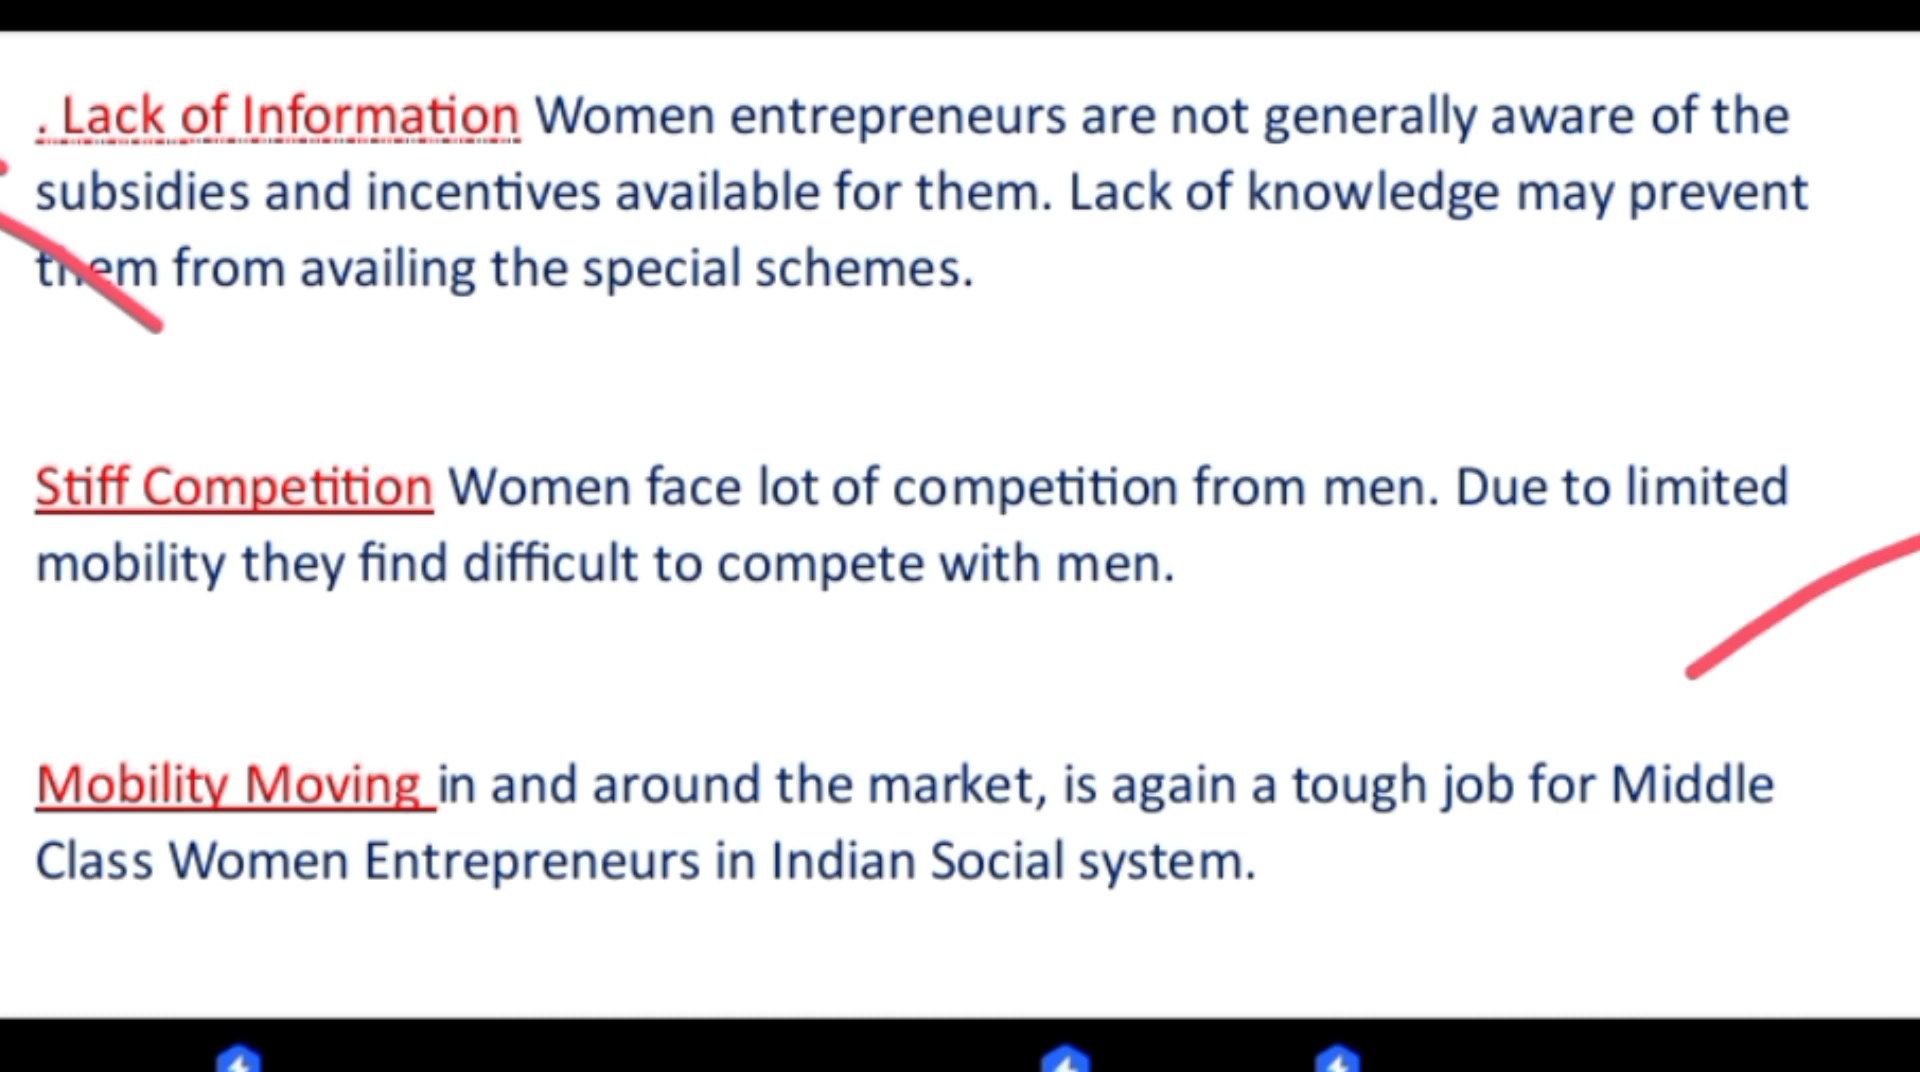 . Lack of Information Women entrepreneurs are not generally aware of the
subsidies and incentives available for them. Lack of knowledge may prevent
them from availing the special schemes.
Stiff Competition Women face lot of competition from men. Due to limited
mobility they find difficult to compete with men.
Mobility Moving in and around the market, is again a tough job for Middle
Class Women Entrepreneurs in Indian Social system.